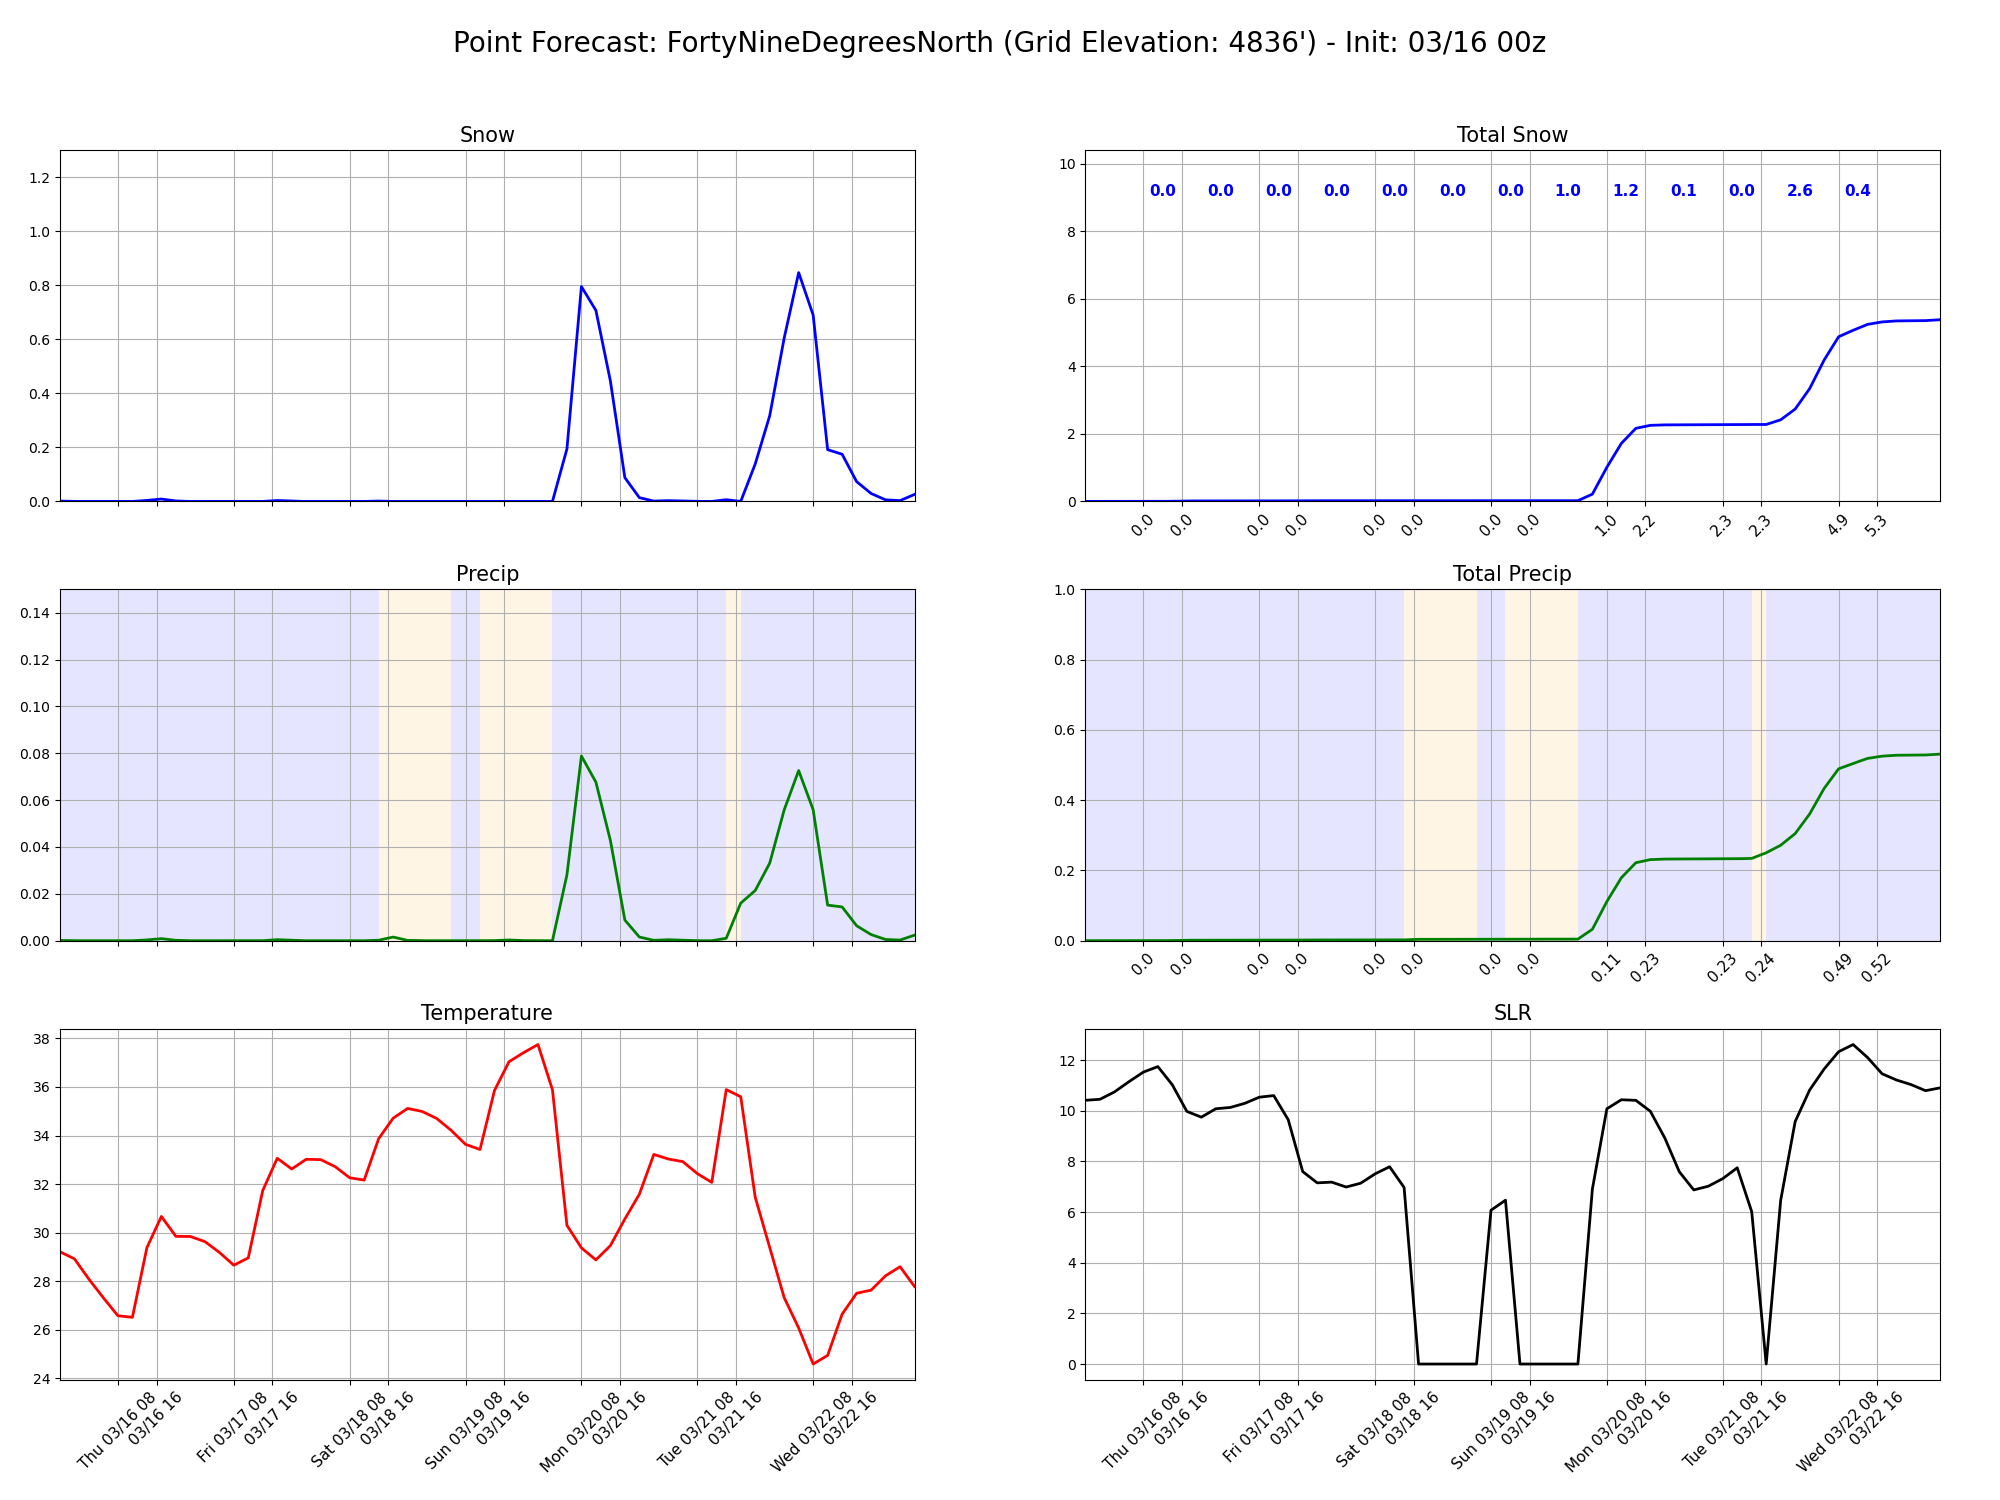 Point Forecast: FortyNineDegreesNorth (Grid Elevation: 4836') - Init: 03/16 00z
Snow
1.2
1.0
0.8
0.6
0.4
0.2
0.0
Total Snow
10
8
6
4
2
0
0.0 0.0 0.0 0.0 0.0 0.0 0.0 1.0 1.2 0.1 0.0 2.6 0.4
0.0 0.0 0.0 0.0 0.0 0.0 0.0 0.0 1.0 2.2 2.3 2.3 4.9 5.3
Precip
0.14
0.12
0.10
0.08
0.06
0.04
0.02
0.00
Total Precip
1.0
0.8
0.6
0.4
0.2
0.0
0.0 0.0 0.0 0.0 0.0 0.0 0.0 0.0 0.11 0.23 0.23 0.24 0.49 0.52
Temperature
38
36
34
32
30
28
26
24
Thu 03/16 08
03/16 16
Fri 03/17 08
03/17 16
Sat 03/18 08
03/18 16
Sun 03/19 08
03/19 16
Mon 03/20 08
03/20 16
Tue 03/21 08
03/21 16
Wed 03/22 08
03/22 16
SLR
12
10
8
6
4
2
0
Thu 03/16 08
03/16 16
Fri 03/17 08
03/17 16
Sat 03/18 08
03/18 16
Sun 03/19 08
03/19 16
Mon 03/20 08
03/20 16
Tue 03/21 08
03/21 16
Wed 03/22 08
03/22 16